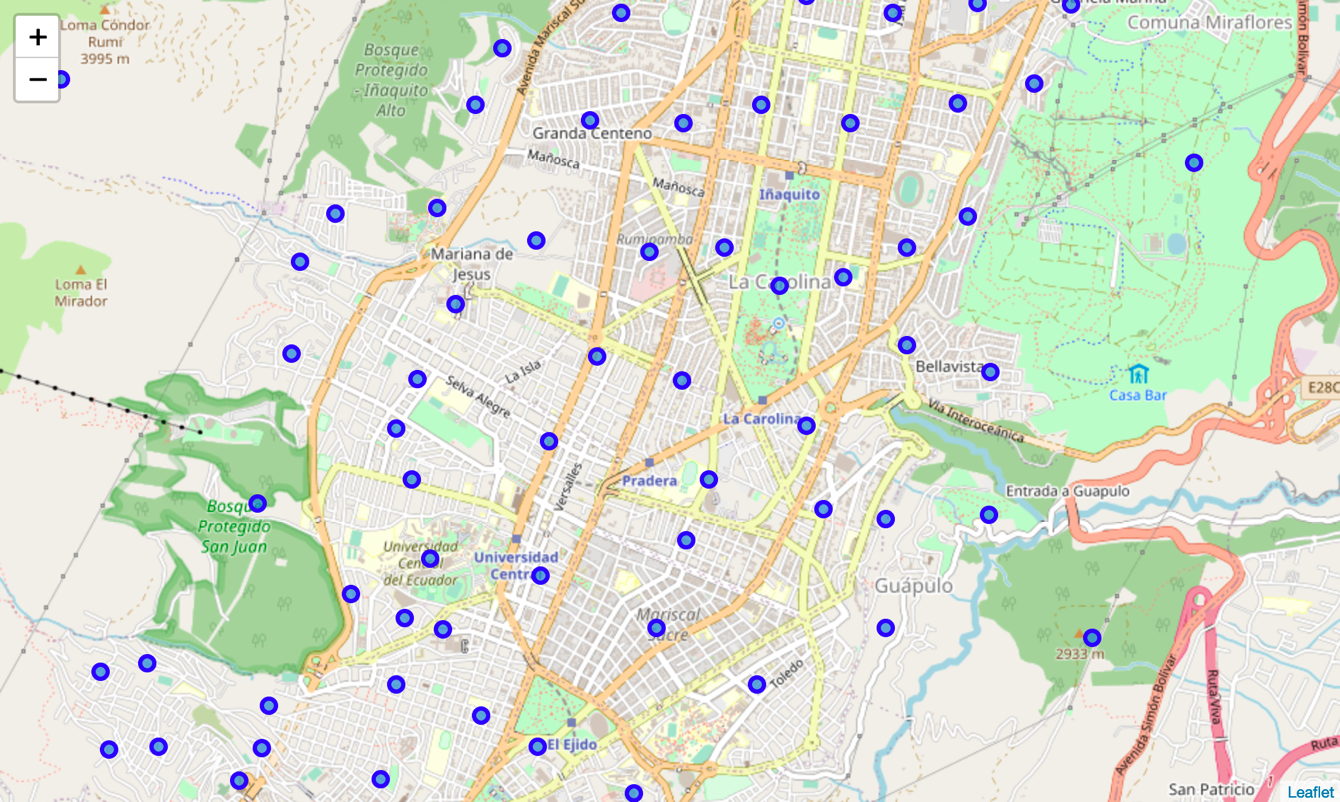 +
−
Loma Cóndor
Rumi
3995 m
Bosque
Protegido
- Iñaquito
Alto
Comuna Miraflores
Granda Centeno
Mañosca
Mañosca
Iñaquito
Rumipamba
La Carolina
Mariana de
Jesus
Loma El
Mirador
La Isla
Selva Alegre
Bellavista
Casa Bar
E28C
La Carolina
Vía Interoceánica
Pradera
Versalles
Entrada a Guapulo
Bosque
Protegido
San Juan
Universidad
Central
del Ecuador
Universidad
Central
Guápulo
Mariscal
Sucre
2933 m
Toledo
Avenida Simón Bolívar
Ruta Viva
Ruta
El Ejido
San Patricio
Leaflet